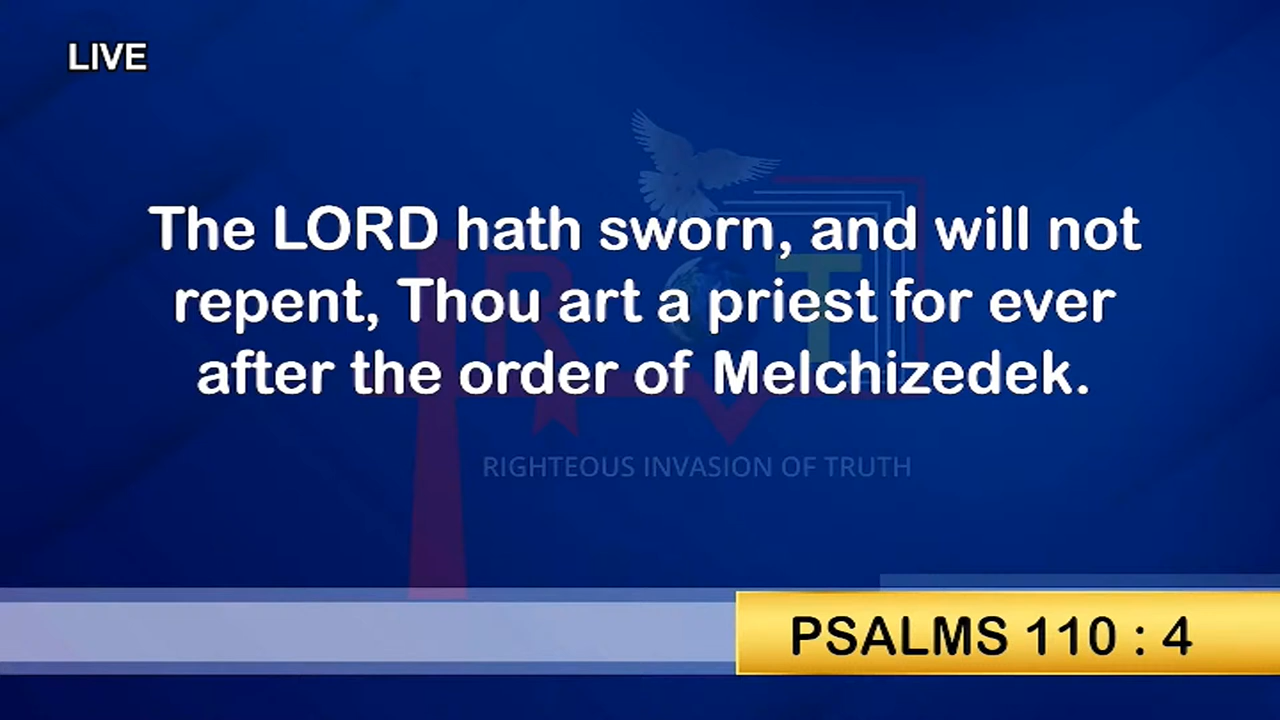 LIVE
The LORD hath sworn, and will not
repent, Thou art a priest for ever
after the order of Melchizedek.
R T
RIGHTEOUS INVASION OF TRUTH
PSALMS 110 : 4